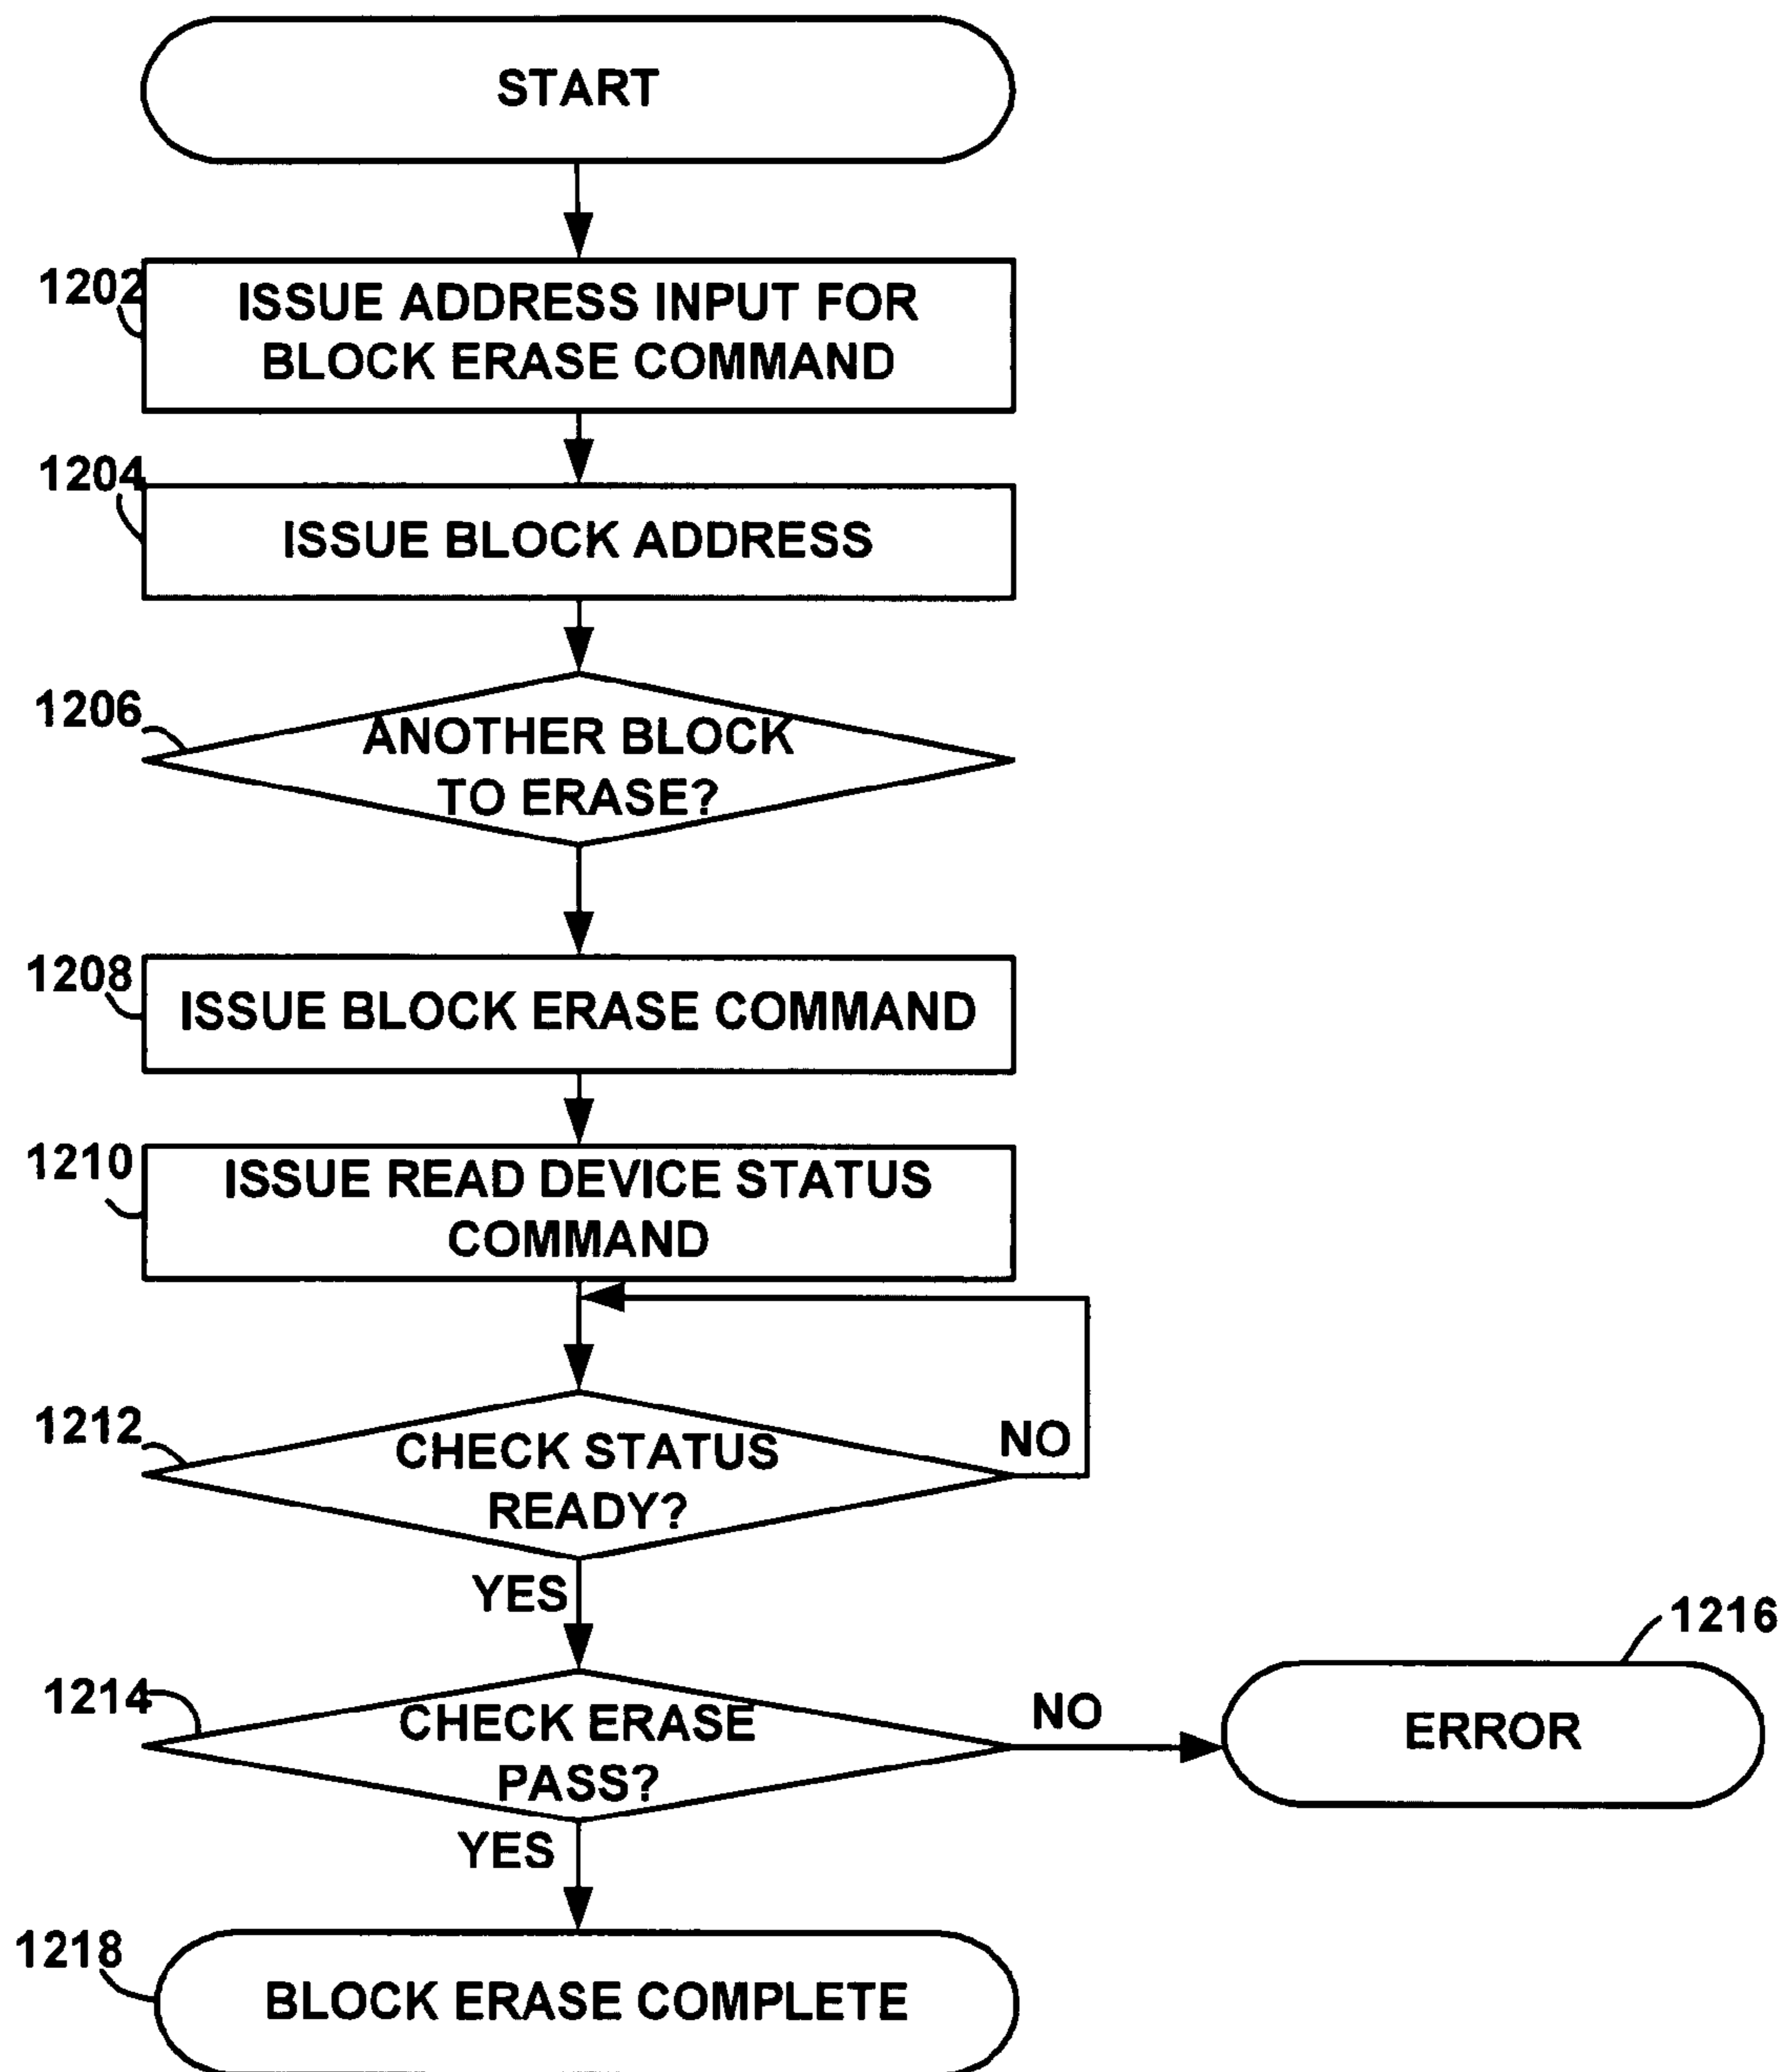 START
1202
ISSUE ADDRESS INPUT FOR
BLOCK ERASE COMMAND
1204
ISSUE BLOCK ADDRESS
1206
ANOTHER BLOCK
TO ERASE?
1208
ISSUE BLOCK ERASE COMMAND
1210
ISSUE READ DEVICE STATUS
COMMAND
1212
CHECK STATUS
READY?
NO
YES
1214
CHECK ERASE
PASS?
NO
1216
ERROR
YES
1218
BLOCK ERASE COMPLETE